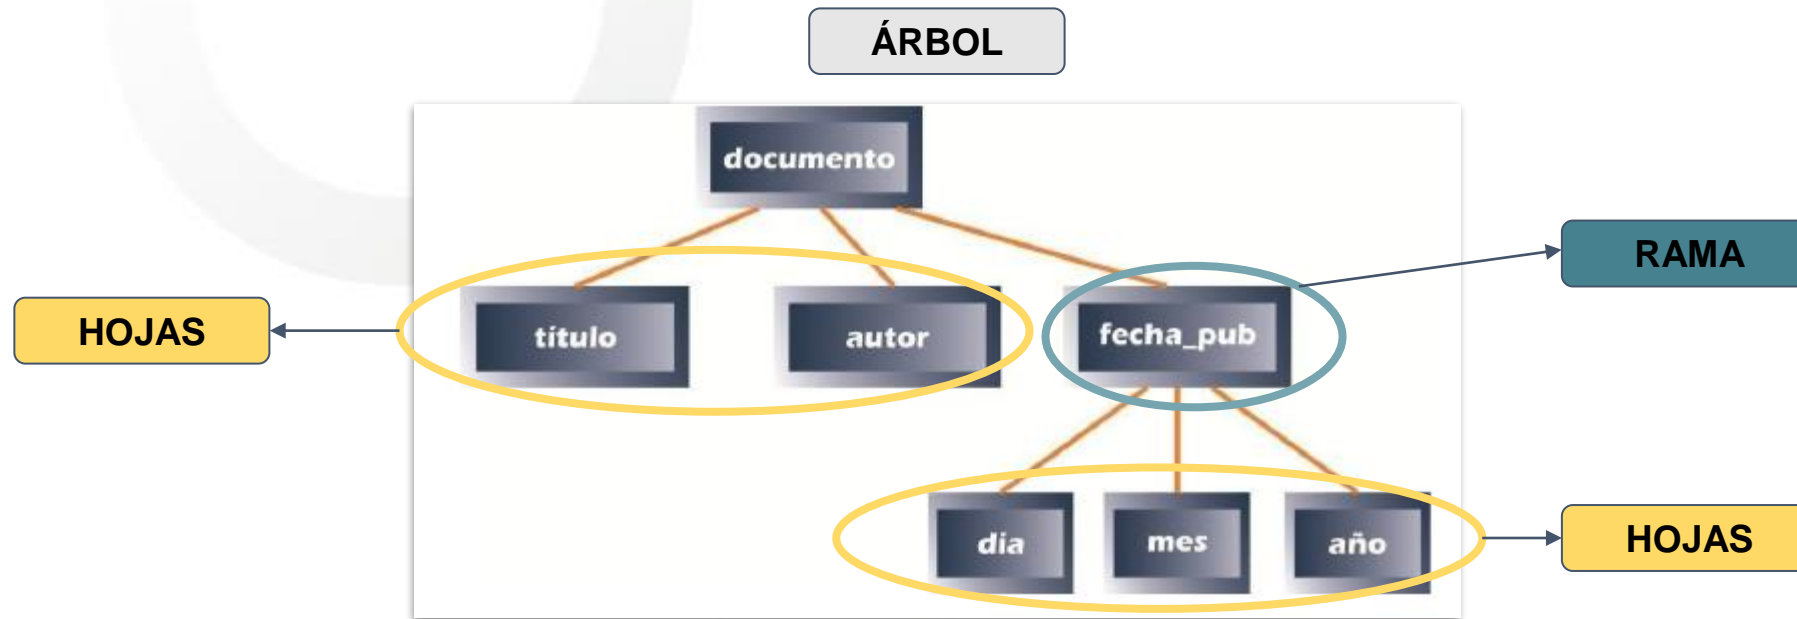 ÁRBOL
documento
RAMA
HOJAS
título
autor
fecha_pub
día
mes
año
HOJAS